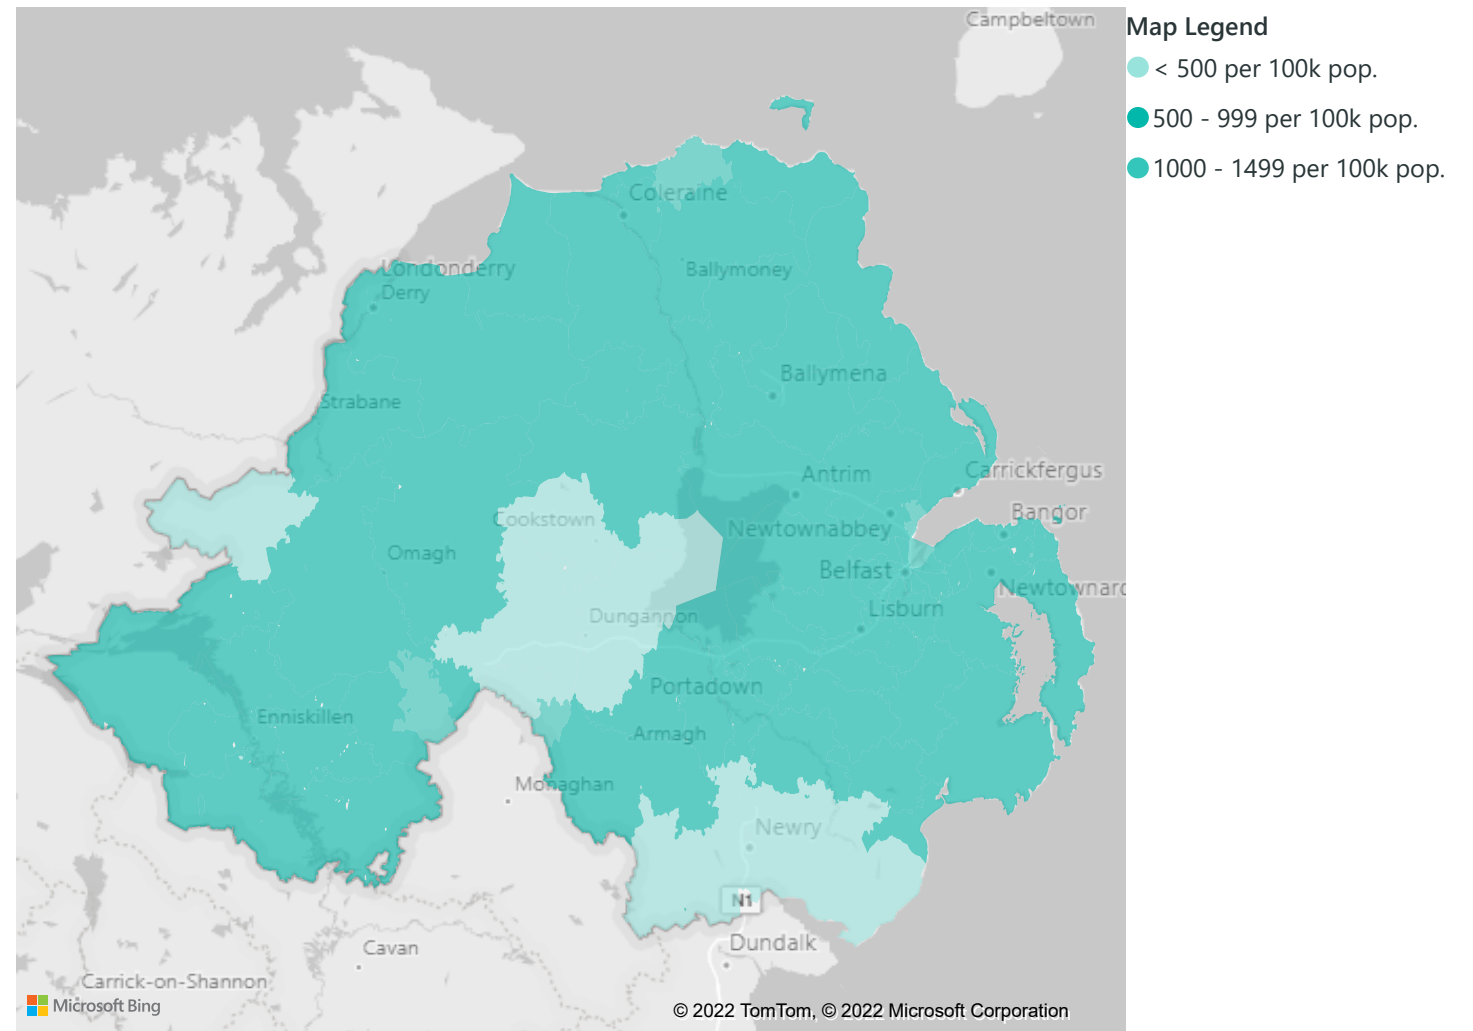 Campbeltown
Map Legend
< 500 per 100k pop.
500 - 999 per 100k pop.
1000 - 1499 per 100k pop.
Coleraine
Londonderry
Derry
Ballymoney
Ballymena
Strabane
Antrim
Carrickfergus
Bangor
Cookstown
Newtownabbey
Omagh
Belfast
Newtownard
Dungannon
Lisburn
Portadown
Enniskillen
Armagh
Monaghan
Newry
N1
Dundalk
Cavan
Carrick-on-Shannon
Microsoft Bing
© 2022 TomTom, © 2022 Microsoft Corporation